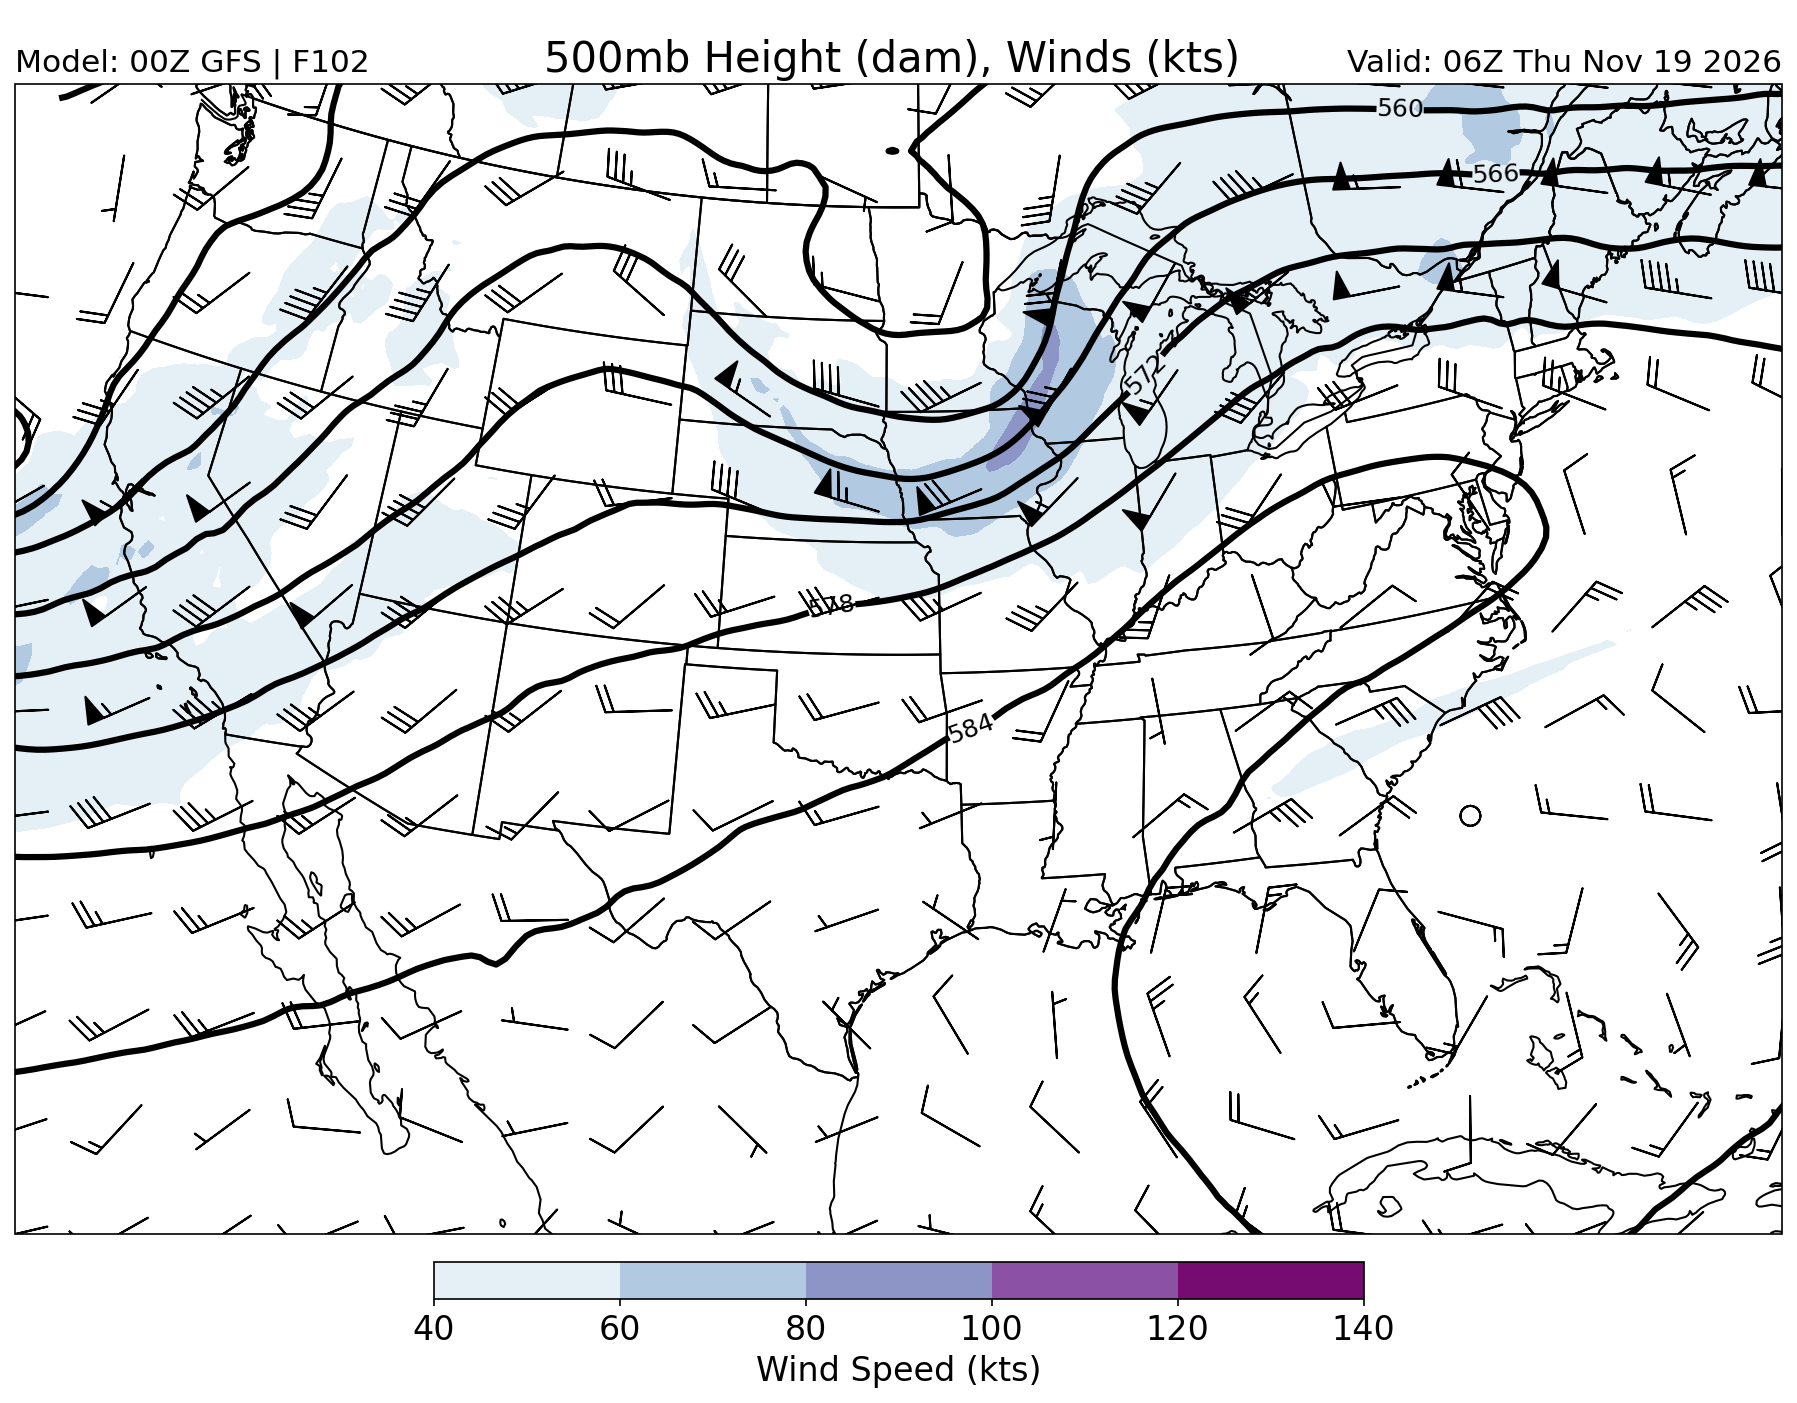 Model: 00Z GFS | F102
500mb Height (dam), Winds (kts)
Valid: 06Z Thu Nov 19 2026
560
566
572
578
584
40 60 80 100 120 140
Wind Speed (kts)